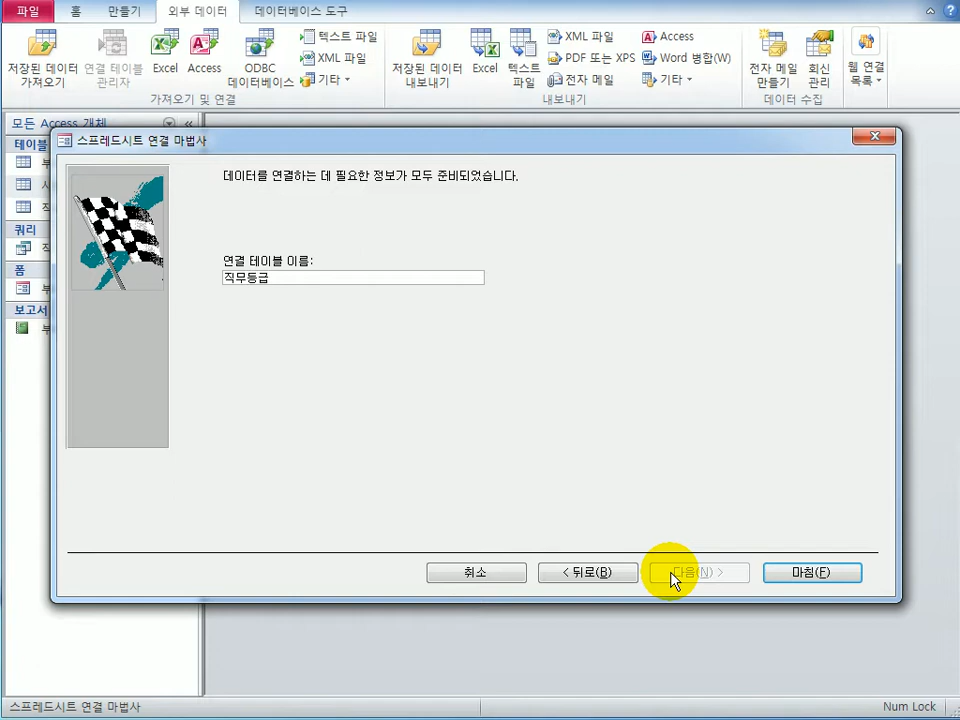 파일 홈 만들기 외부 데이터 데이터베이스 도구
저장된 데이터 가져오기
연결 테이블 관리자
Excel
Access
ODBC 데이터베이스
텍스트 파일
XML 파일
기타
가져오기 및 연결
저장된 데이터 내보내기
Excel
텍스트 파일
XML 파일
PDF 또는 XPS
전자 메일
Access
Word 병합(W)
기타
내보내기
전자 메일 만들기
회신 관리
데이터 수집
웹 연결 목록
모든 Access 개체
테이블
쿼리
폼
보고서
스프레드시트 연결 마법사
데이터를 연결하는 데 필요한 정보가 모두 준비되었습니다.
연결 테이블 이름:
직무등급
취소
< 뒤로(B)
다음(N) >
마침(F)
스프레드시트 연결 마법사
Num Lock